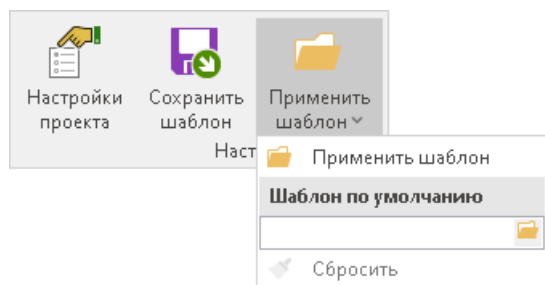 Настройки
проекта
Сохранить
шаблон
Применить
шаблон
Наст
Применить шаблон
Шаблон по умолчанию
Сбросить